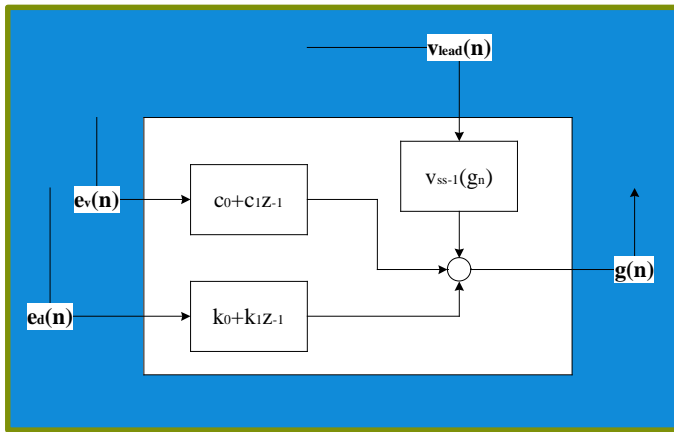 vlead(n)
vss-1(gn)
ev(n)
c0+c1z-1
g(n)
ed(n)
k0+k1z-1